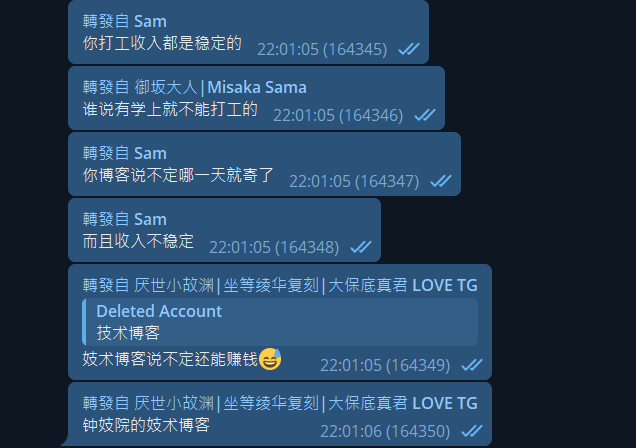 轉發自 Sam
你打工收入都是稳定的 22:01:05 (164345)
轉發自 御坂大人|Misaka Sama
谁说有学上就不能打工的 22:01:05 (164346)
轉發自 Sam
你博客说不定哪一天就寄了 22:01:05 (164347)
轉發自 Sam
而且收入不稳定 22:01:05 (164348)
轉發自 厌世小故渊|坐等绫华复刻|大保底真君 LOVE TG
Deleted Account
技术博客
妓术博客说不定还能赚钱😅 22:01:05 (164349)
轉發自 厌世小故渊|坐等绫华复刻|大保底真君 LOVE TG
钟妓院的妓术博客 22:01:06 (164350)